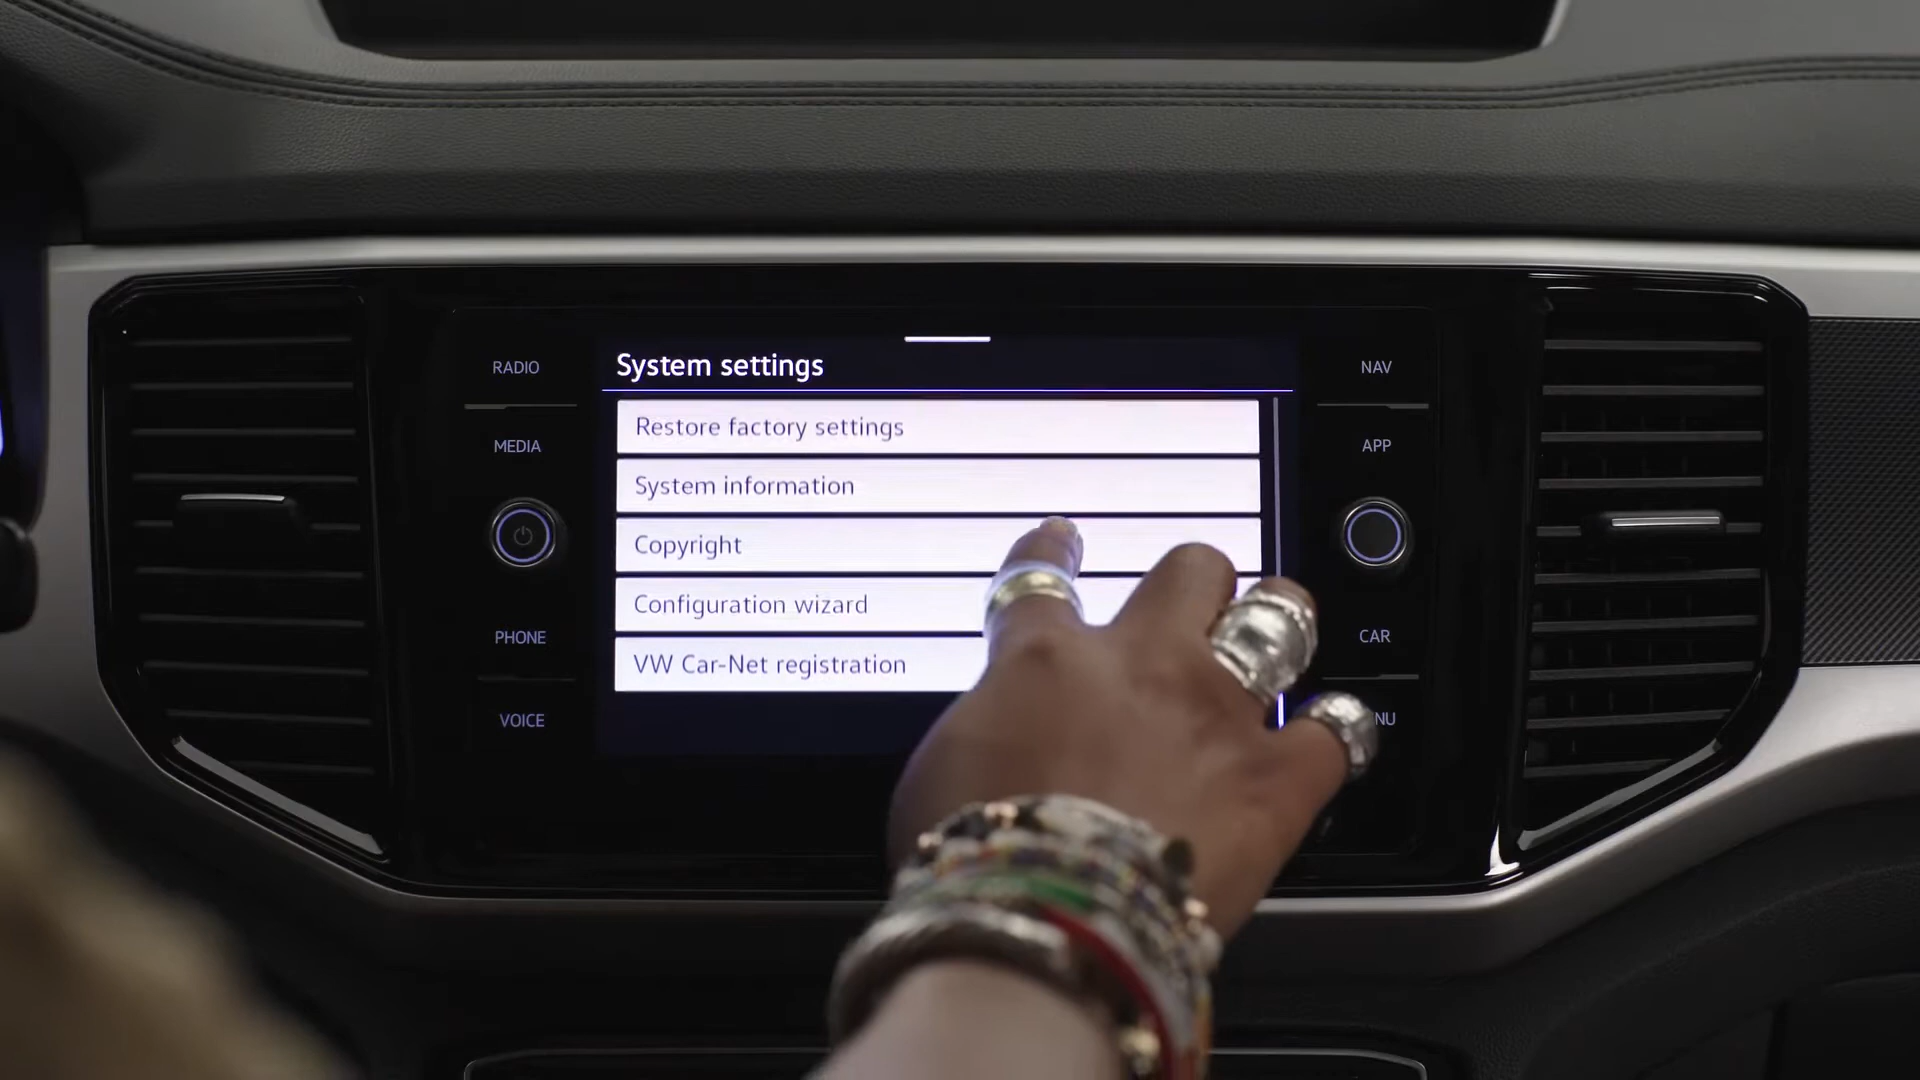 System settings
Restore factory settings
System information
Copyright
Configuration wizard
VW Car-Net registration
RADIO
MEDIA
PHONE
VOICE
NAV
APP
CAR